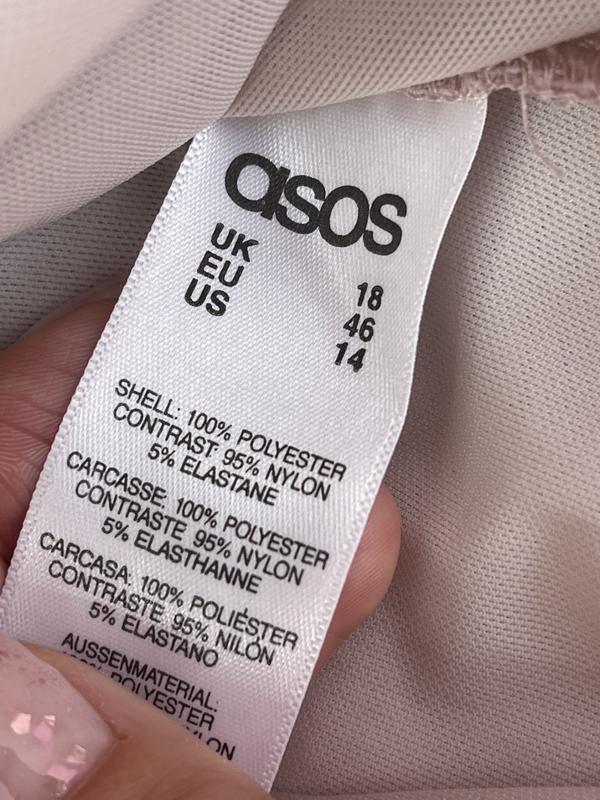 asos
UK 18
EU 46
US 14
SHELL: 100% POLYESTER
CONTRAST 95% NYLON
5% ELASTANE
CARCASSE: 100% POLYESTER
CONTRASTE 95% NYLON
5% ELASTHANNE
CARCASA: 100% POLIÉSTER
CONTRASTE 95% NILÓN
5% ELASTANO
AUSSENMATERIAL:
POLYESTER